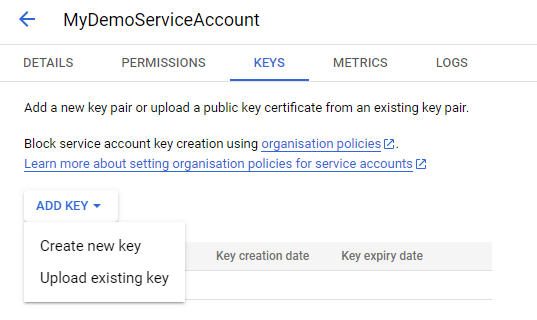 MyDemoServiceAccount
DETAILS PERMISSIONS KEYS METRICS LOGS
Add a new key pair or upload a public key certificate from an existing key pair.
Block service account key creation using organisation policies.
Learn more about setting organisation policies for service accounts
ADD KEY
Create new key
Key creation date Key expiry date
Upload existing key